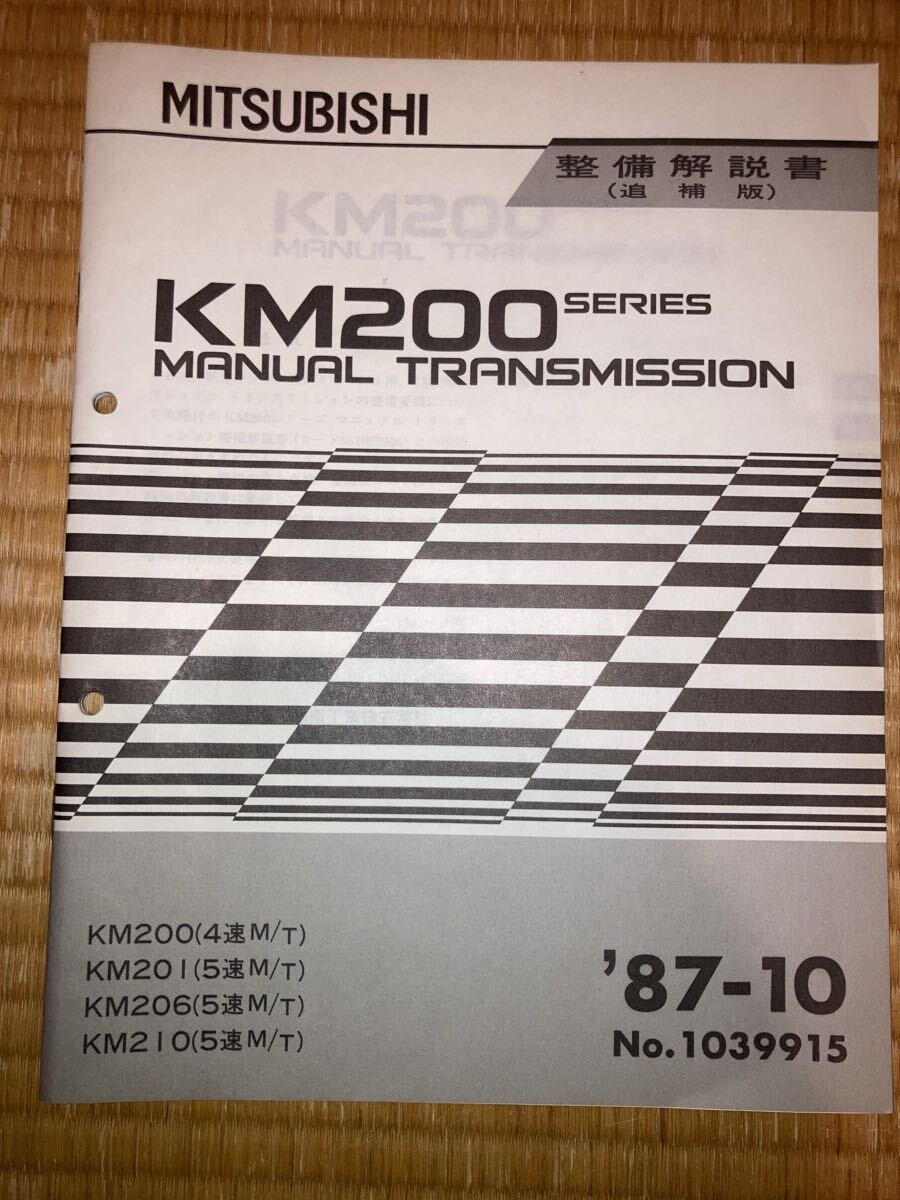 MITSUBISHI
整備解説書
(追補版)
KM200 SERIES
MANUAL TRANSMISSION
KM200(4速M/T)
KM201(5速M/T)
KM206(5速M/T)
KM210(5速M/T)
'87-10
No.1039915